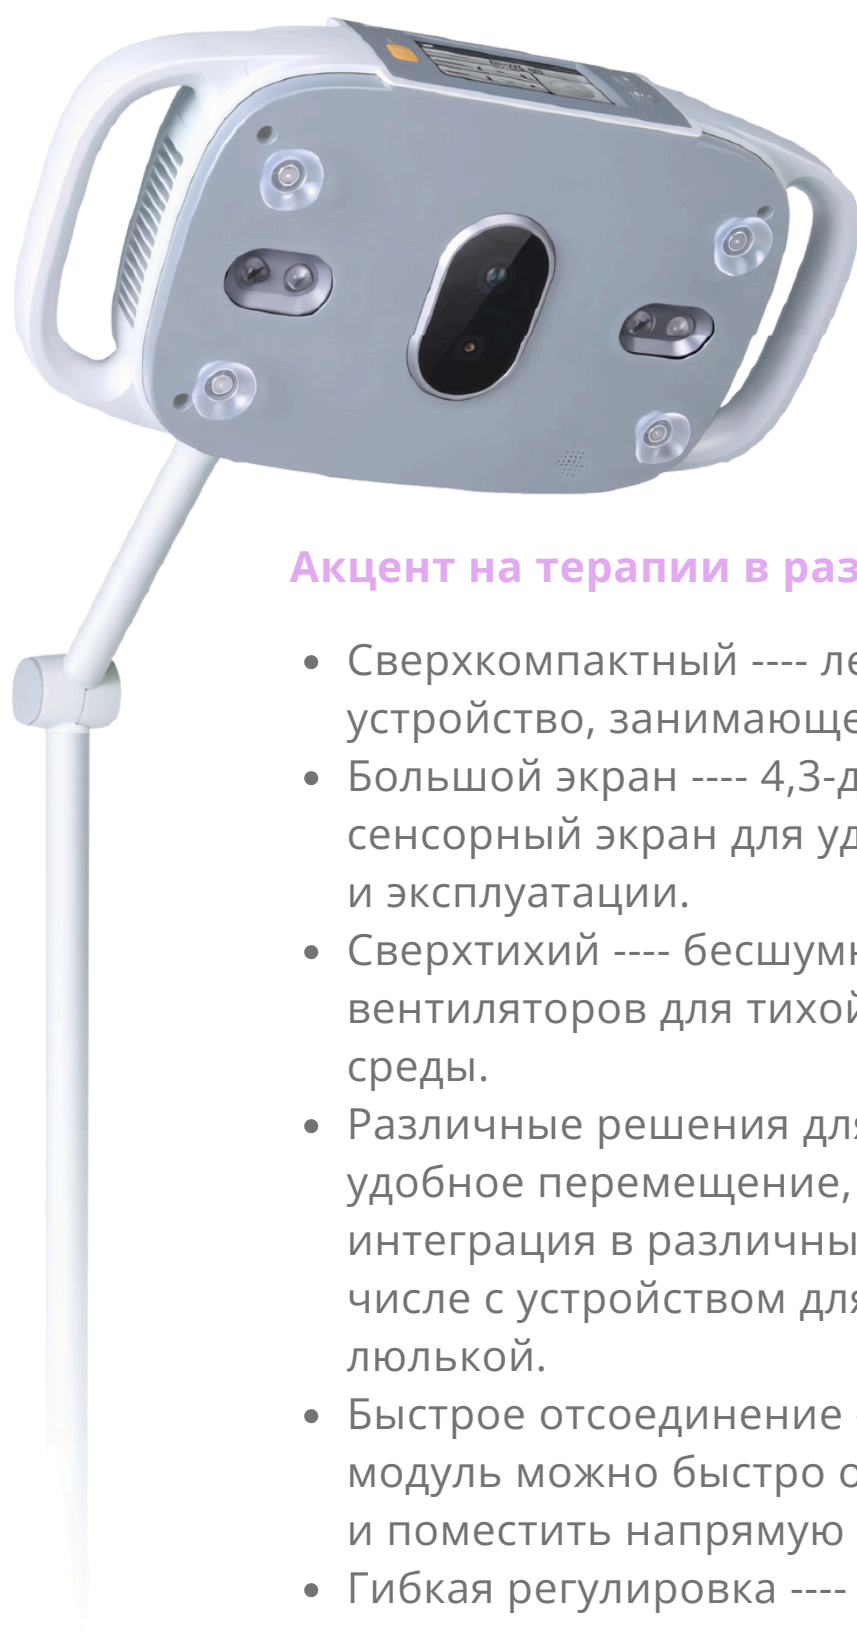 Акцент на терапии в раз
• Сверхкомпактный ---- ле
устройство, занимающе
• Большой экран ---- 4,3-д
сенсорный экран для уд
и эксплуатации.
• Сверхтихий ---- бесшумн
вентиляторов для тихой
среды.
• Различные решения для
удобное перемещение,
интеграция в различны
числе с устройством для
люлькой.
• Быстрое отсоединение -
модуль можно быстро о
и поместить напрямую
• Гибкая регулировка ----